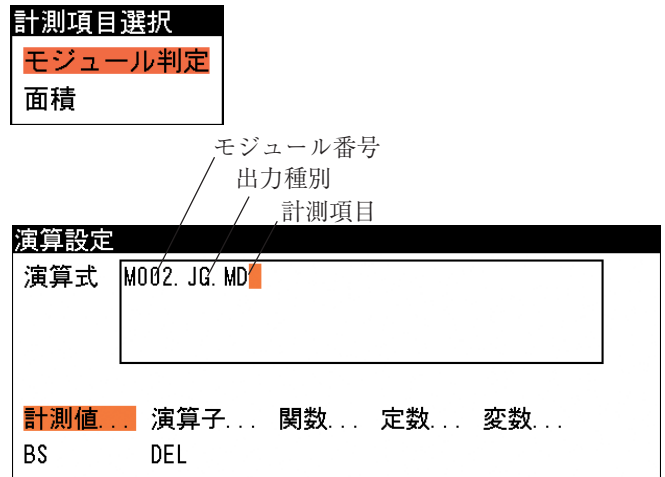 計測項目選択
モジュール判定
面積
モジュール番号
出力種別
計測項目
演算設定
演算式 M002. JG. MD
計測値... 演算子... 関数... 定数... 変数...
BS DEL